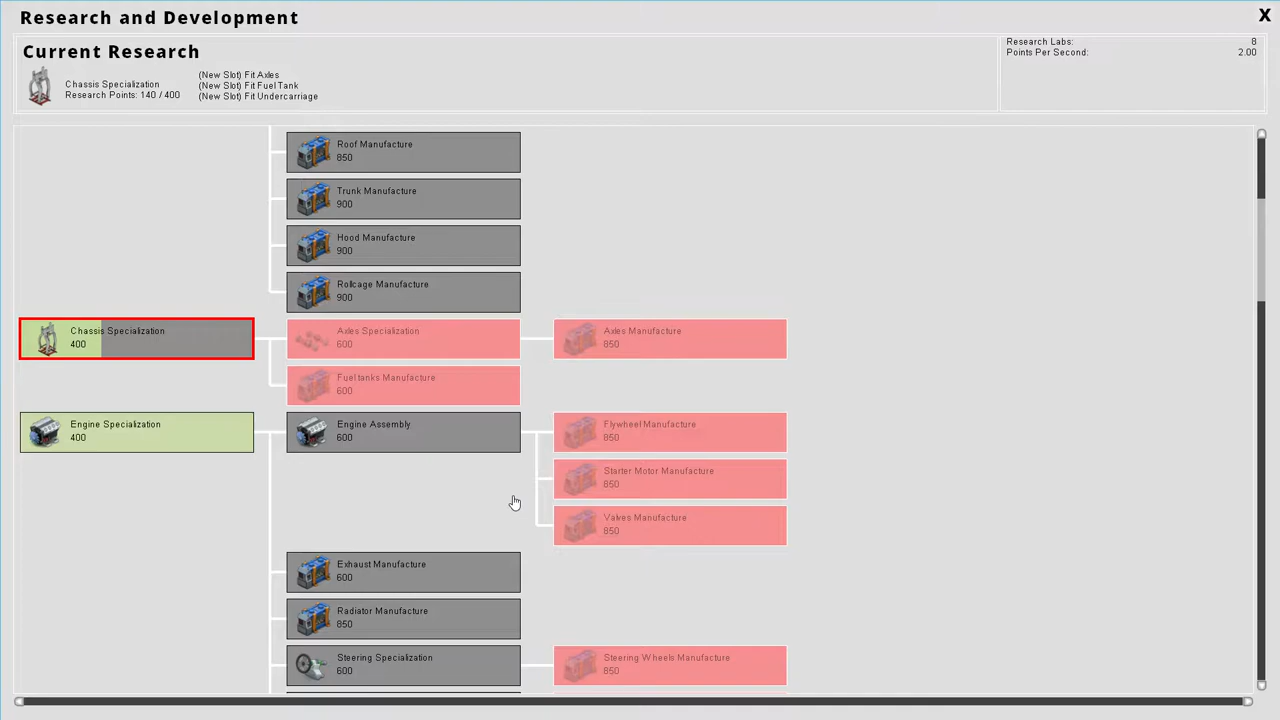 Research and Development
X
Current Research
Chassis Specialization
Research Points: 140 / 400
(New Slot) Fit Axles
(New Slot) Fit Fuel Tank
(New Slot) Fit Undercarriage
Research Labs: 8
Points Per Second: 2.00
Roof Manufacture
850
Trunk Manufacture
900
Hood Manufacture
900
Rollcage Manufacture
900
Chassis Specialization
400
Axles Specialization
600
Axles Manufacture
850
Fuel tanks Manufacture
600
Engine Specialization
400
Engine Assembly
600
Flywheel Manufacture
850
Starter Motor Manufacture
850
Valves Manufacture
850
Exhaust Manufacture
600
Radiator Manufacture
850
Steering Specialization
600
Steering Wheels Manufacture
850